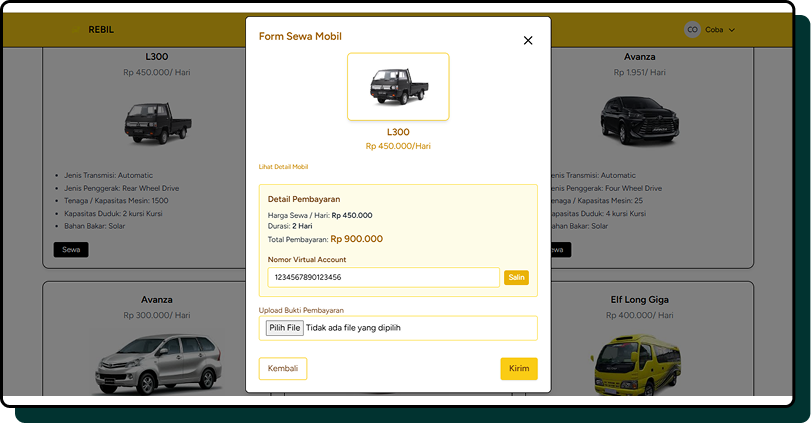 REBIL
CO Coba
L300
Rp 450.000/ Hari
Jenis Transmisi: Automatic
Jenis Penggerak: Rear Wheel Drive
Tenaga / Kapasitas Mesin: 1500
Kapasitas Duduk: 2 kursi Kursi
Bahan Bakar: Solar
Sewa
Form Sewa Mobil
L300
Rp 450.000/Hari
Lihat Detail Mobil
Detail Pembayaran
Harga Sewa / Hari: Rp 450.000
Durasi: 2 Hari
Total Pembayaran: Rp 900.000
Nomor Virtual Account
1234567890123456
Salin
Upload Bukti Pembayaran
Pilih File Tidak ada file yang dipilih
Kembali
Kirim
Avanza
Rp 1.951/ Hari
Jenis Transmisi: Automatic
Jenis Penggerak: Four Wheel Drive
Tenaga / Kapasitas Mesin: 25
Kapasitas Duduk: 4 kursi Kursi
Bahan Bakar: Solar
ewa
Avanza
Rp 300.000/ Hari
Elf Long Giga
Rp 400.000/ Hari